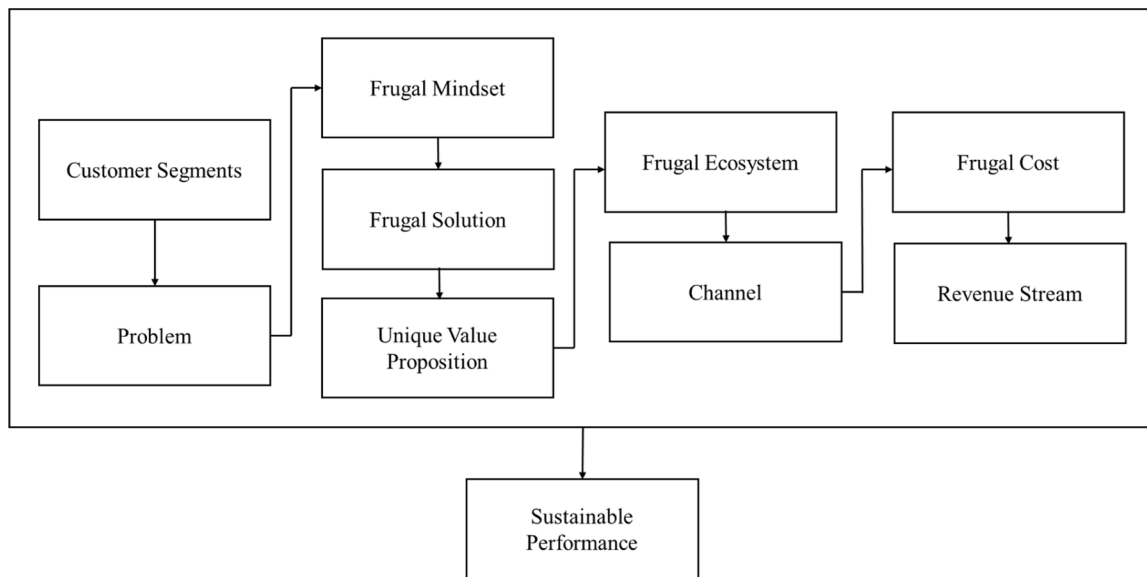 Customer Segments
Problem
Frugal Mindset
Frugal Solution
Unique Value
Proposition
Frugal Ecosystem
Channel
Frugal Cost
Revenue Stream
Sustainable
Performance